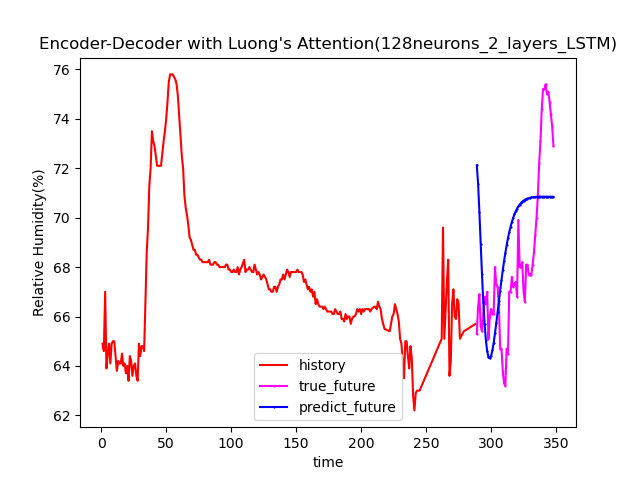 Encoder-Decoder with Luong's Attention(128neurons_2_layers_LSTM)
76
74
72
70
68
66
64
62
Relative Humidity(%)
history
true_future
predict_future
0 50 100 150 200 250 300 350
time